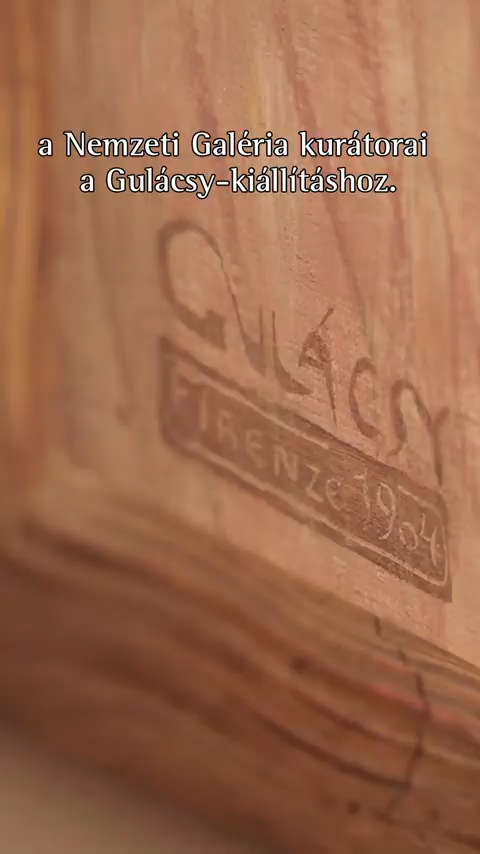 a Nemzeti Galéria kurátorai
a Gulácsy-kiállításhoz.
GULÁCSY
FIRENZE 1904